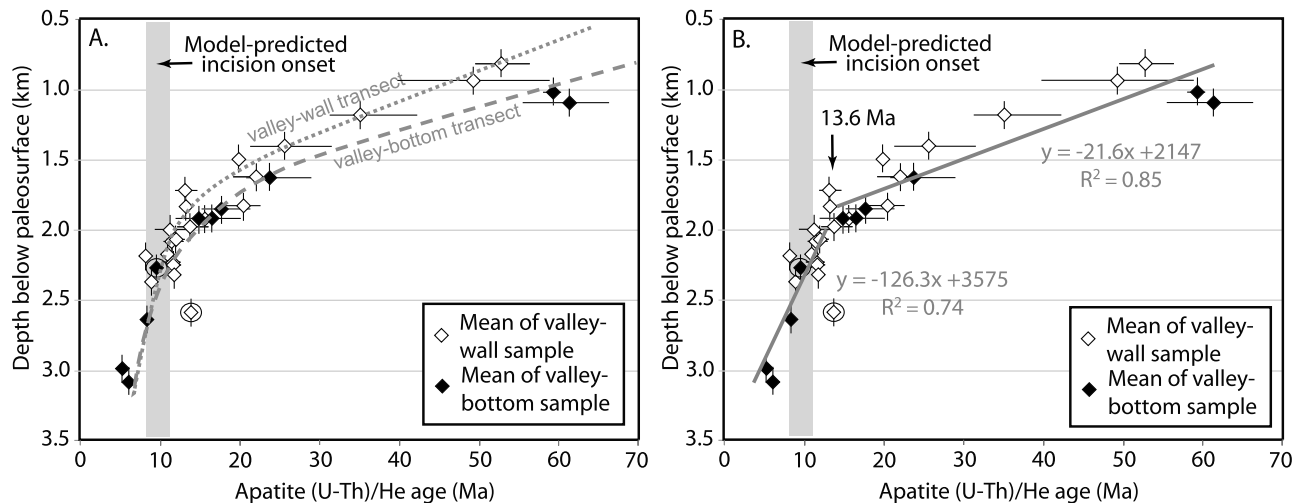 A.
Model-predicted
incision onset
valley-wall transect
valley-bottom transect
Mean of valley-
wall sample
Mean of valley-
bottom sample
0.5
1.0
1.5
2.0
2.5
3.0
3.5
Depth below paleosurface (km)
0 10 20 30 40 50 60 70
Apatite (U-Th)/He age (Ma)
B.
Model-predicted
incision onset
13.6 Ma
y = -21.6x +2147
R² = 0.85
y = -126.3x +3575
R² = 0.74
Mean of valley-
wall sample
Mean of valley-
bottom sample
0.5
1.0
1.5
2.0
2.5
3.0
3.5
Depth below paleosurface (km)
0 10 20 30 40 50 60 70
Apatite (U-Th)/He age (Ma)